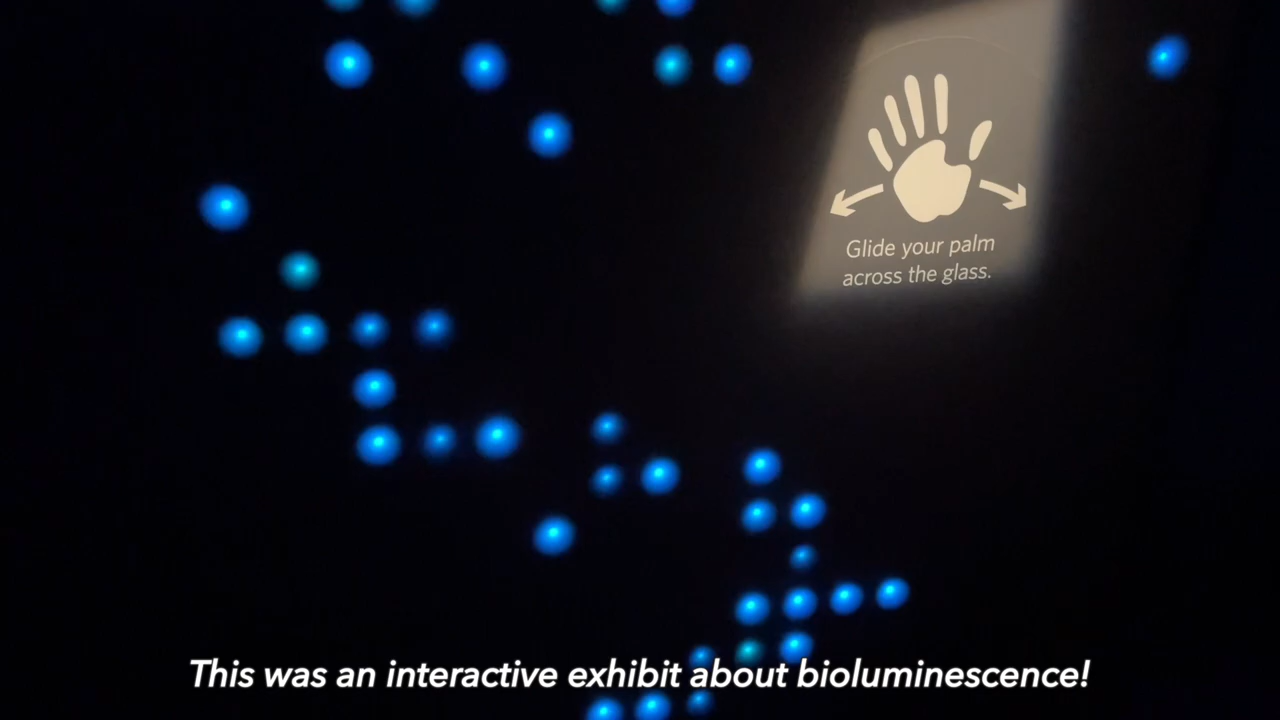 Glide your palm
across the glass.
This was an interactive exhibit about bioluminescence!